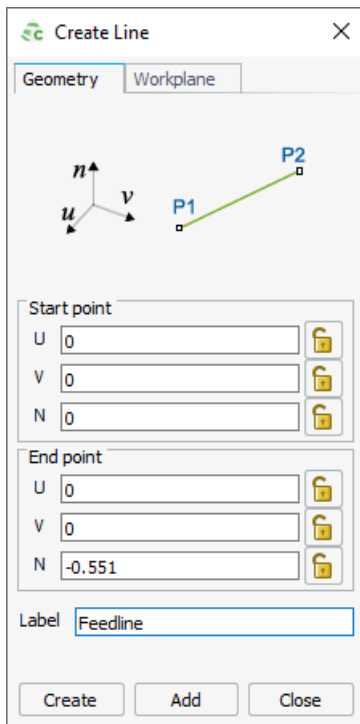 Create Line
Geometry Workplane
n
v
u
P1
P2
Start point
U 0
V 0
N 0
End point
U 0
V 0
N -0.551
Label Feedline
Create Add Close